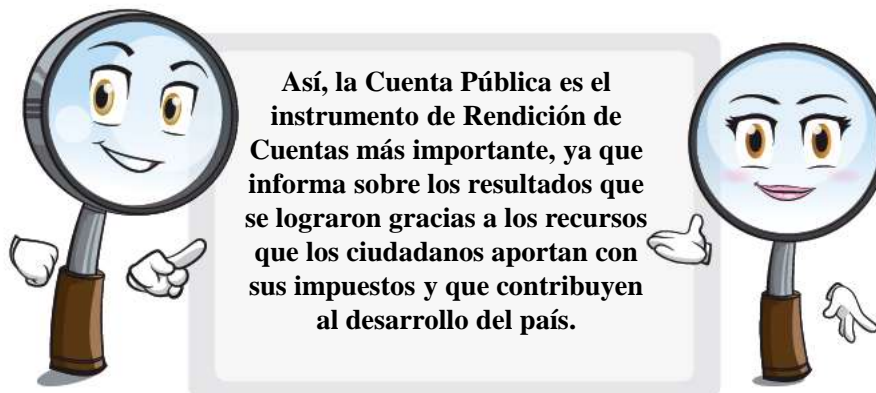 Así, la Cuenta Pública es el
instrumento de Rendición de
Cuentas más importante, ya que
informa sobre los resultados que
se lograron gracias a los recursos
que los ciudadanos aportan con
sus impuestos y que contribuyen
al desarrollo del país.